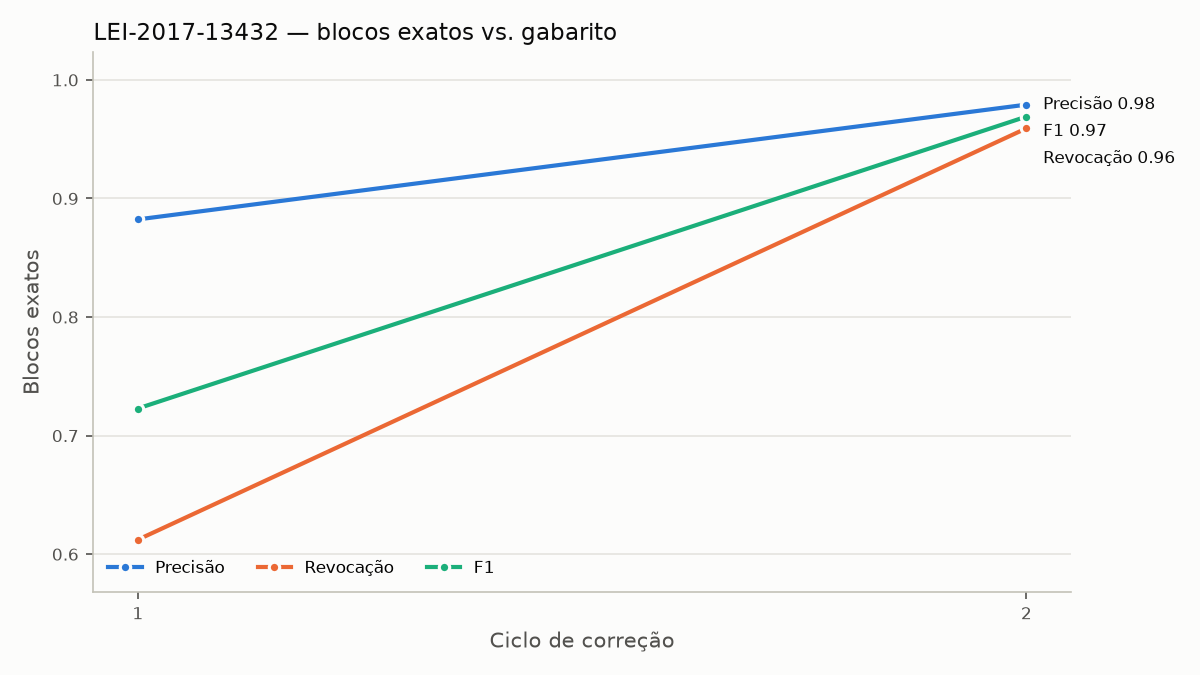 LEI-2017-13432 — blocos exatos vs. gabarito
1.0
0.9
0.8
0.7
0.6
Blocos exatos
Precisão 0.98
F1 0.97
Revocação 0.96
Precisão Revocação F1
1 2
Ciclo de correção